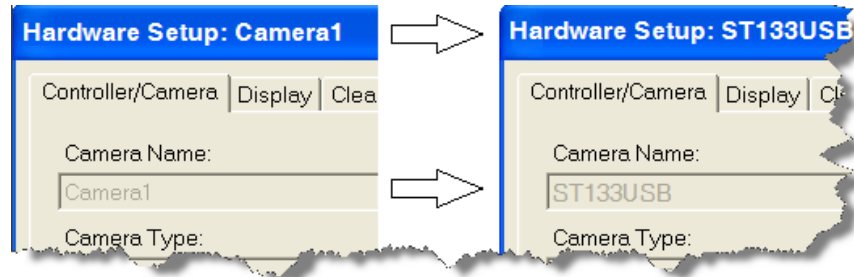 Hardware Setup: Camera1
Controller/Camera Display Clea
Camera Name:
Camera1
Camera Type:
Hardware Setup: ST133USB
Controller/Camera Display
Camera Name:
ST133USB
Camera Type: